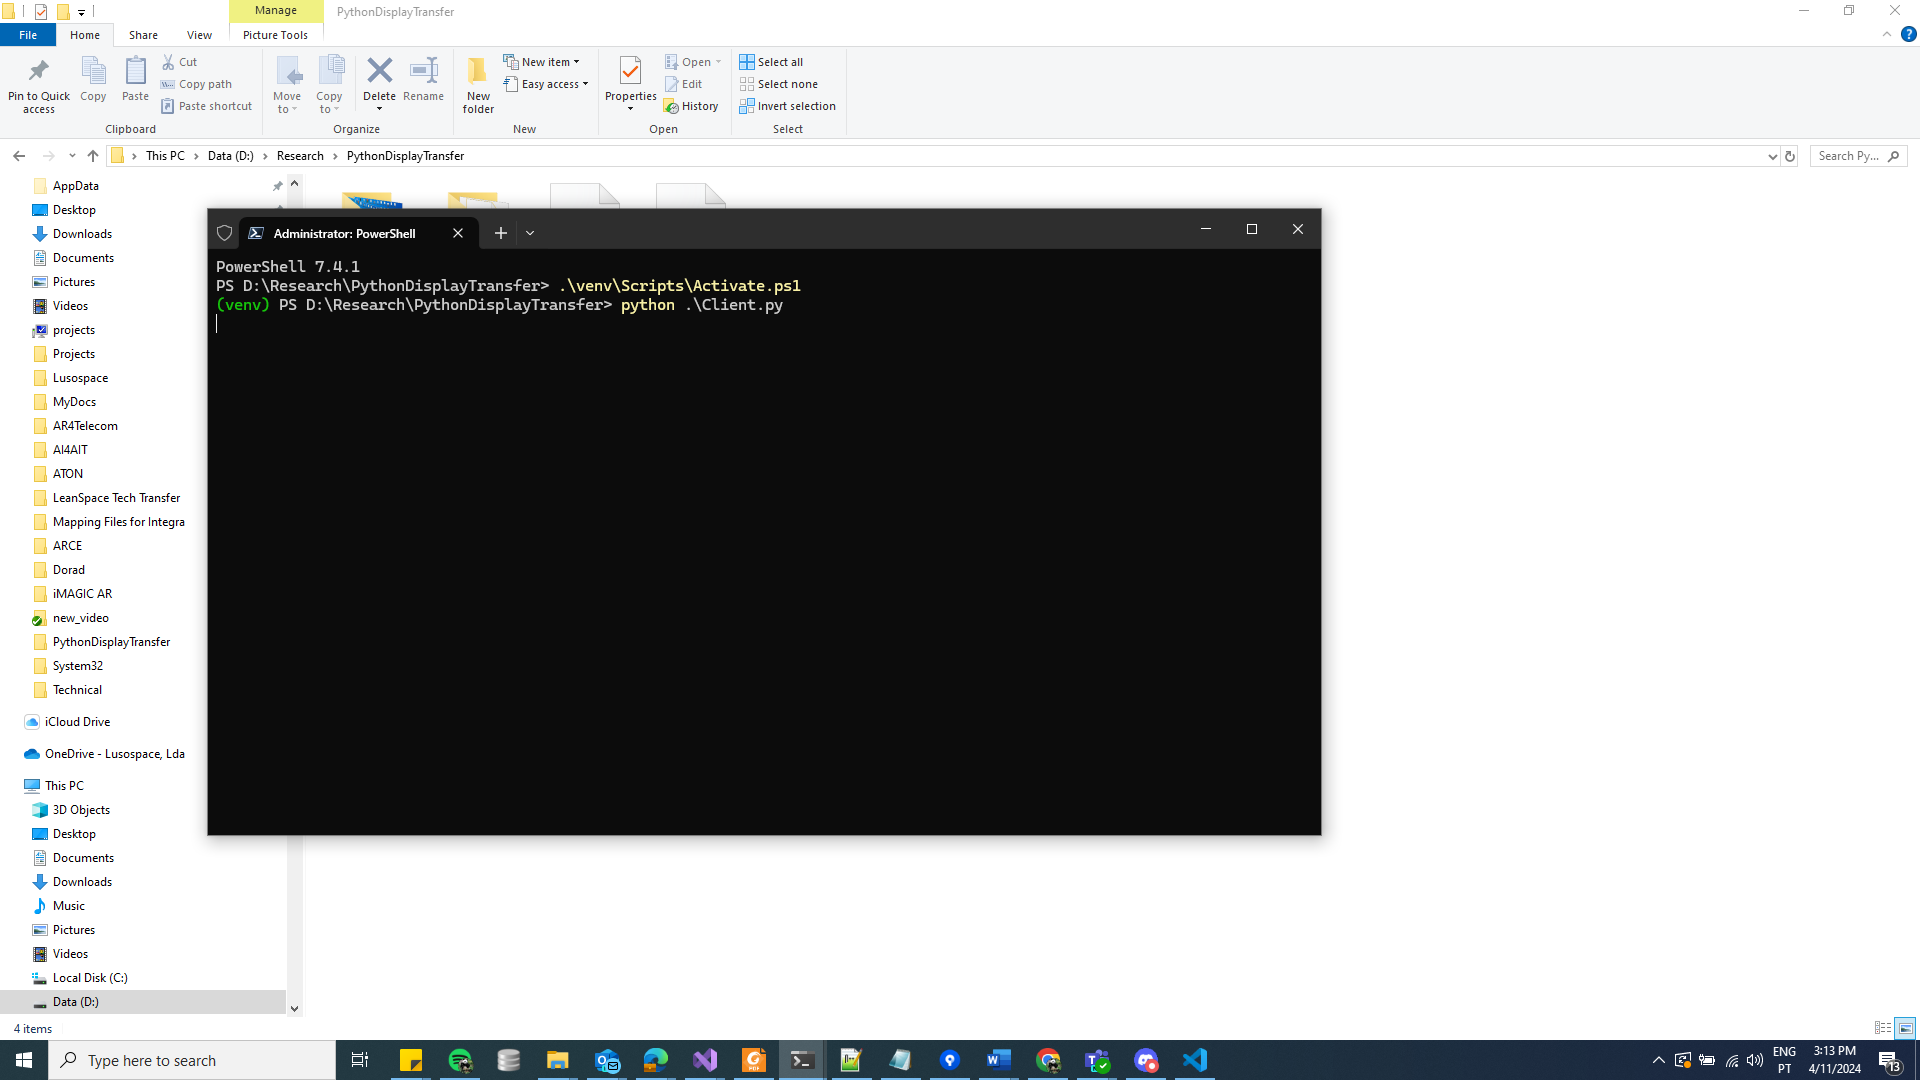 Manage
PythonDisplayTransfer
File
Home
Share
View
Picture Tools
Pin to Quick access
Copy
Paste
Cut
Copy path
Paste shortcut
Clipboard
Move to
Copy to
Delete
Rename
Organize
New folder
New item
Easy access
New
Properties
Open
Edit
History
Open
Select all
Select none
Invert selection
Select
This PC > Data (D:) > Research > PythonDisplayTransfer
Search Py...
AppData
Desktop
Downloads
Documents
Pictures
Videos
projects
Projects
Lusospace
MyDocs
AR4Telecom
AI4AIT
ATON
LeanSpace Tech Transfer
Mapping Files for Integra
ARCE
Dorad
iMAGIC AR
new_video
PythonDisplayTransfer
System32
Technical
iCloud Drive
OneDrive - Lusospace, Lda
This PC
3D Objects
Desktop
Documents
Downloads
Music
Pictures
Videos
Local Disk (C:)
Data (D:)
4 items
Administrator: PowerShell
PowerShell 7.4.1
PS D:\Research\PythonDisplayTransfer> .\venv\Scripts\Activate.ps1
(venv) PS D:\Research\PythonDisplayTransfer> python .\Client.py
Type here to search
ENG
PT
3:13 PM
4/11/2024
13